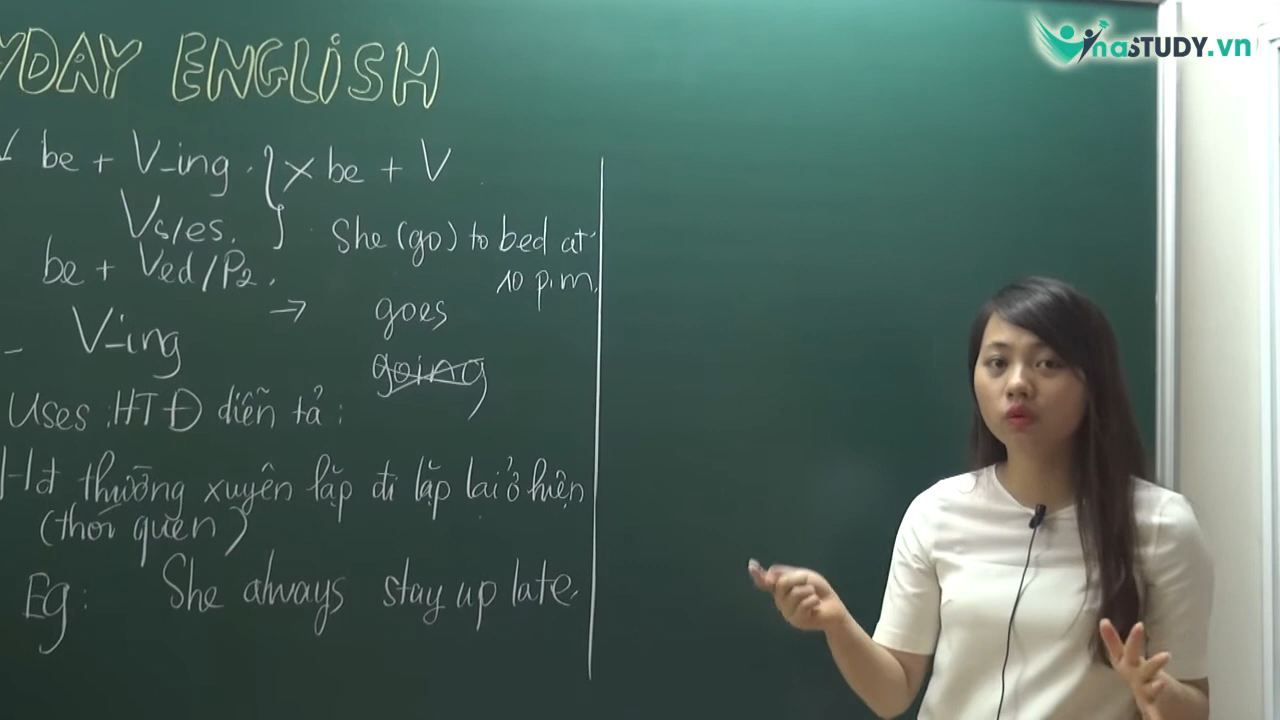 YDAY ENGLISH
be + V-ing. } × be + V
Vs/es.
She (go) to bed at
10 p.m.
be + Ved/P2.
→ goes
V-ing
going
Uses: HTĐ diễn tả:
Hđ thường xuyên lặp đi lặp lại ở hiện
(thói quen)
Eg: She always stay up late.
VinaSTUDY.vn